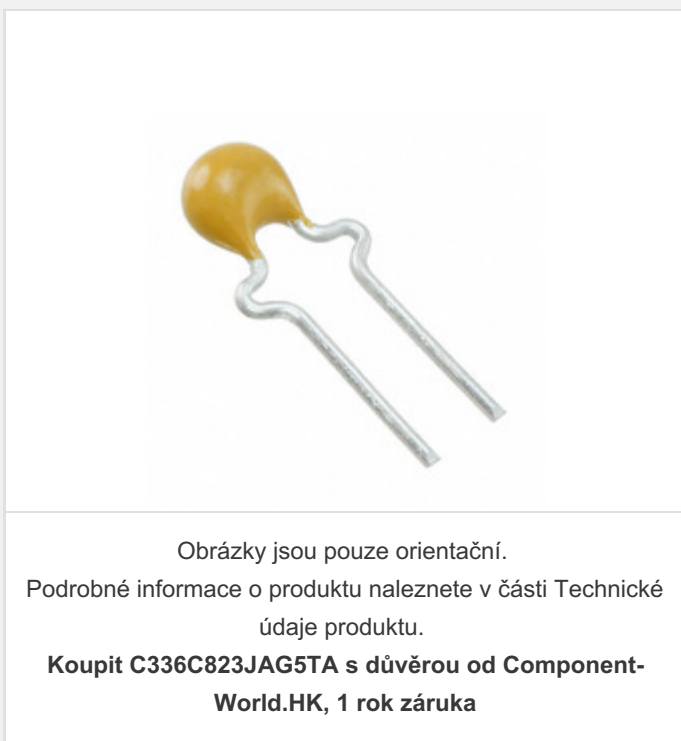 Obrázky jsou pouze orientační.
Podrobné informace o produktu naleznete v části Technické
údaje produktu.
Koupit C336C823JAG5TA s důvěrou od Component-
World.HK, 1 rok záruka